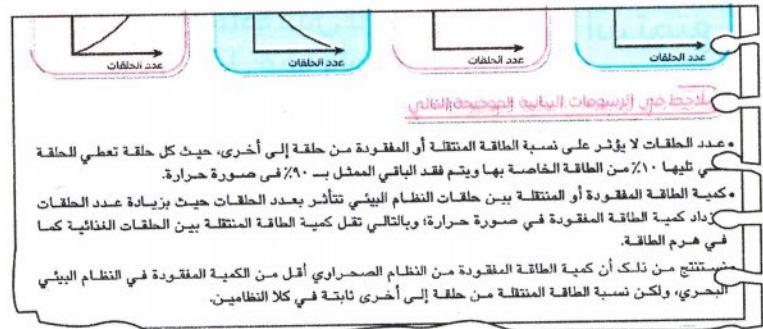 عدد الحلقات
عدد الحلقات
عدد الحلقات
عدد الحلقات
نلاحظ في الرسومات البيانية الموضحة التالي
• عدد الحلقات لا يؤثر على نسبة الطاقة المنتقلة أو المفقودة من حلقة إلى أخرى، حيث كل حلقة تعطي الحلقة
تليها ١٠٪ من الطاقة الخاصة بها ويتم فقد الباقي الممثل بـ ٩٠٪ فى صورة حرارة.
• كمية الطاقة المفقودة أو المنتقلة بين حلقات النظام البيئي تتأثر بعدد الحلقات حيث بزيادة عدد الحلقات
تزداد كمية الطاقة المفقودة في صورة حرارة؛ وبالتالي تقل كمية الطاقة المنتقلة بين الحلقات الغذائية كما
في هرم الطاقة.
نستنتج من ذلك أن كمية الطاقة المفقودة من النظام الصحراوي أقل من الكمية المفقودة في النظام البيئي
البحري، ولكن نسبة الطاقة المنتقلة من حلقة إلى أخرى ثابتة في كلا النظامين.